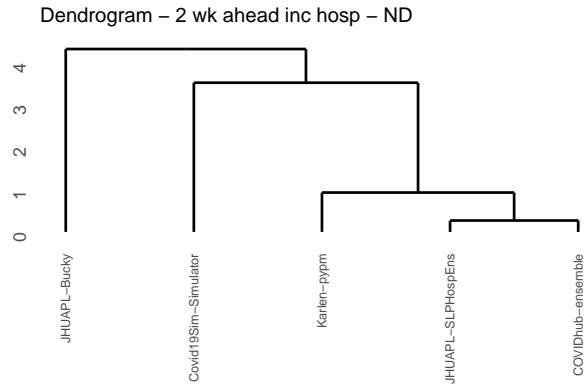 Dendrogram − 2 wk ahead inc hosp − ND
4
3
2
1
0
JHUAPL−Bucky
Covid19Sim−Simulator
Karlen−pypm
JHUAPL−SLPHospEns
COVIDhub−ensemble